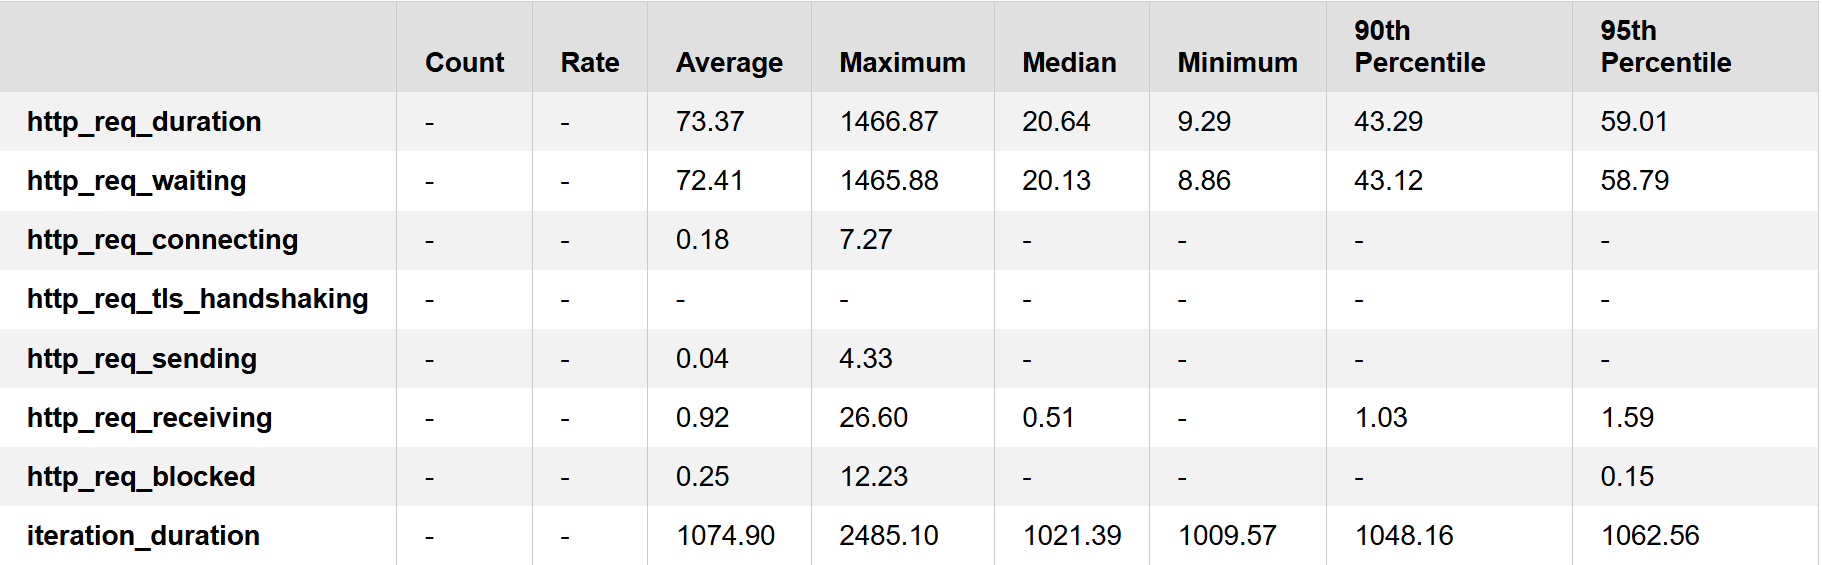 Count Rate Average Maximum Median Minimum 90th Percentile 95th Percentile
http_req_duration - - 73.37 1466.87 20.64 9.29 43.29 59.01
http_req_waiting - - 72.41 1465.88 20.13 8.86 43.12 58.79
http_req_connecting - - 0.18 7.27 - - - -
http_req_tls_handshaking - - - - - - - -
http_req_sending - - 0.04 4.33 - - - -
http_req_receiving - - 0.92 26.60 0.51 - 1.03 1.59
http_req_blocked - - 0.25 12.23 - - - 0.15
iteration_duration - - 1074.90 2485.10 1021.39 1009.57 1048.16 1062.56